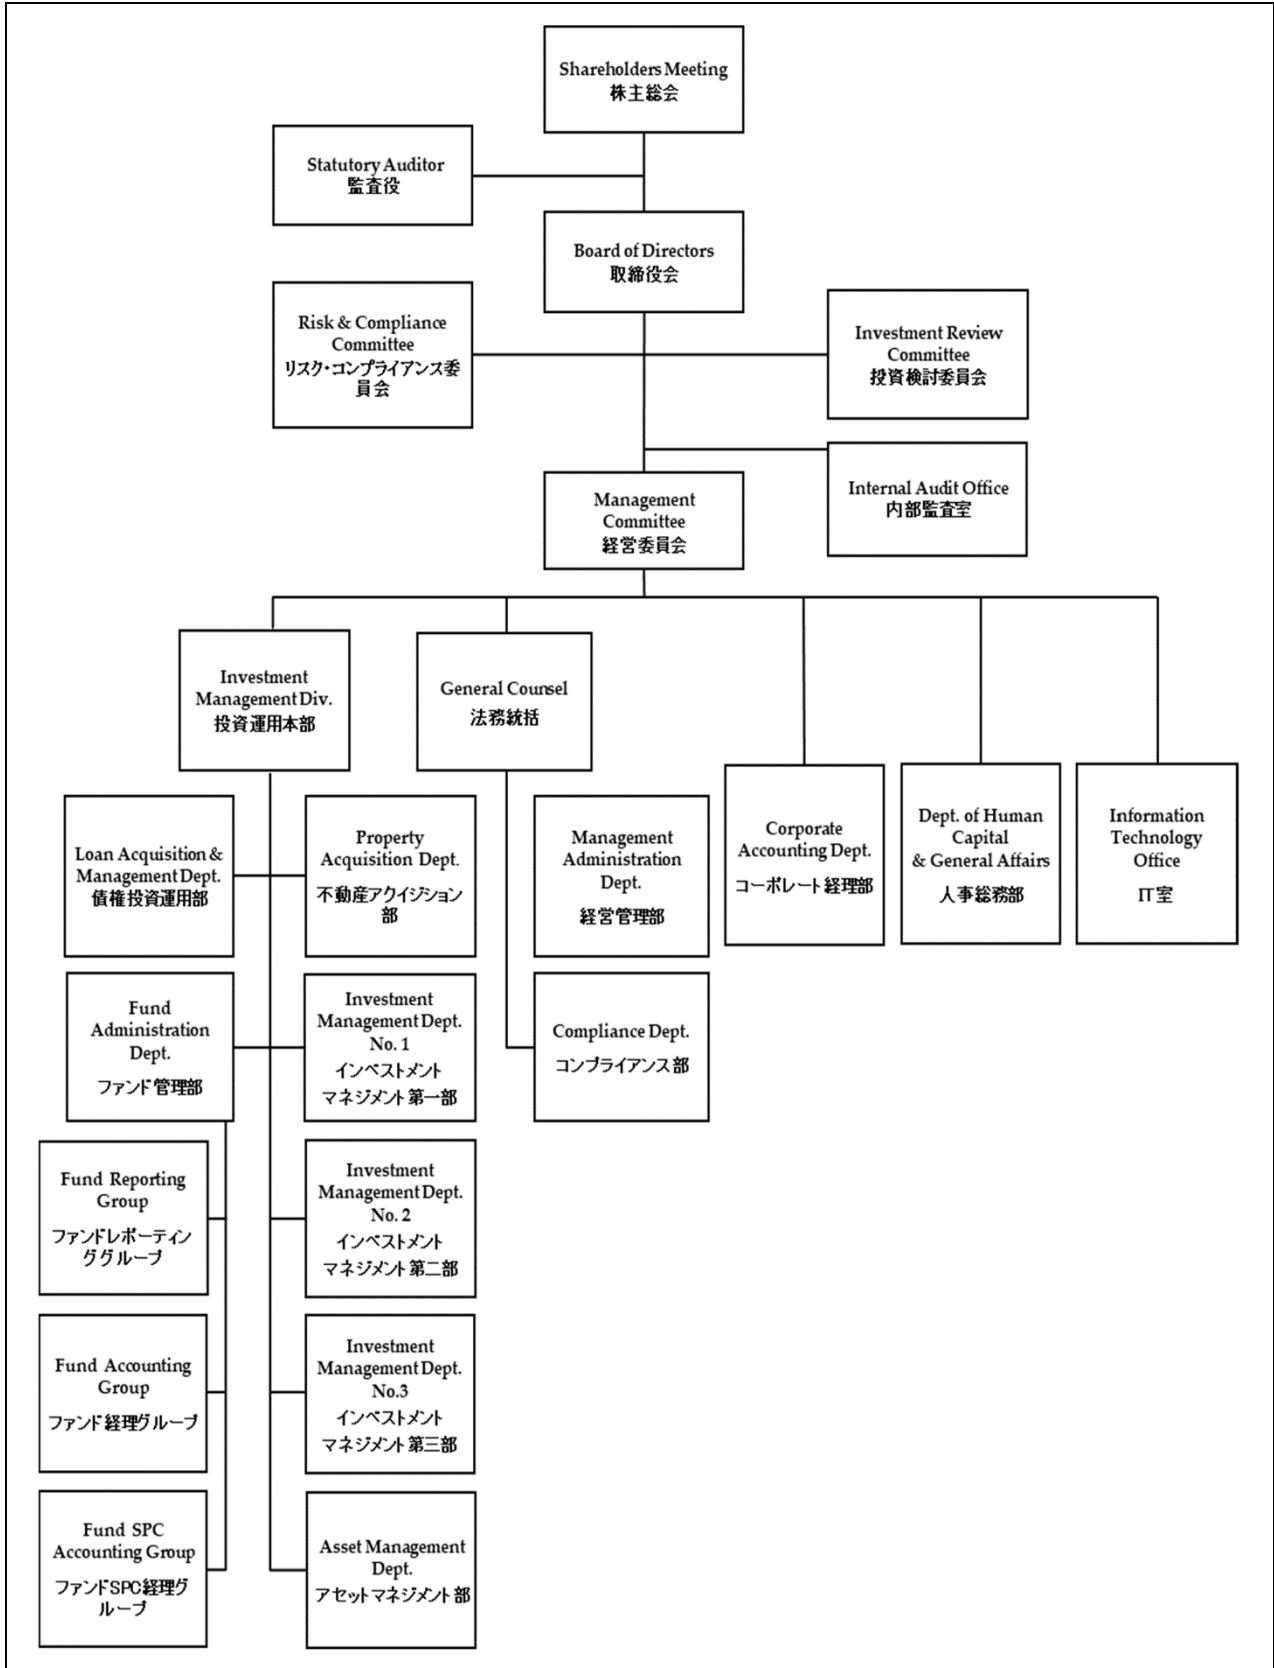 Shareholders Meeting
株主総会
Statutory Auditor
監査役
Board of Directors
取締役会
Risk & Compliance
Committee
リスク・コンプライアンス委
員会
Investment Review
Committee
投資検討委員会
Internal Audit Office
内部監査室
Management
Committee
経営委員会
Investment
Management Div.
投資運用本部
General Counsel
法務統括
Loan Acquisition &
Management Dept.
債権投資運用部
Property
Acquisition Dept.
不動産アクイジション
部
Management
Administration
Dept.
経営管理部
Corporate
Accounting Dept.
コーポレート経理部
Dept. of Human
Capital
& General Affairs
人事総務部
Information
Technology
Office
IT室
Fund
Administration
Dept.
ファンド管理部
Investment
Management Dept.
No. 1
インベストメント
マネジメント第一部
Compliance Dept.
コンプライアンス部
Fund Reporting
Group
ファンドレポーティン
ググループ
Investment
Management Dept.
No. 2
インベストメント
マネジメント第二部
Fund Accounting
Group
ファンド経理グループ
Investment
Management Dept.
No.3
インベストメント
マネジメント第三部
Fund SPC
Accounting Group
ファンドSPC経理グ
ループ
Asset Management
Dept.
アセットマネジメント部